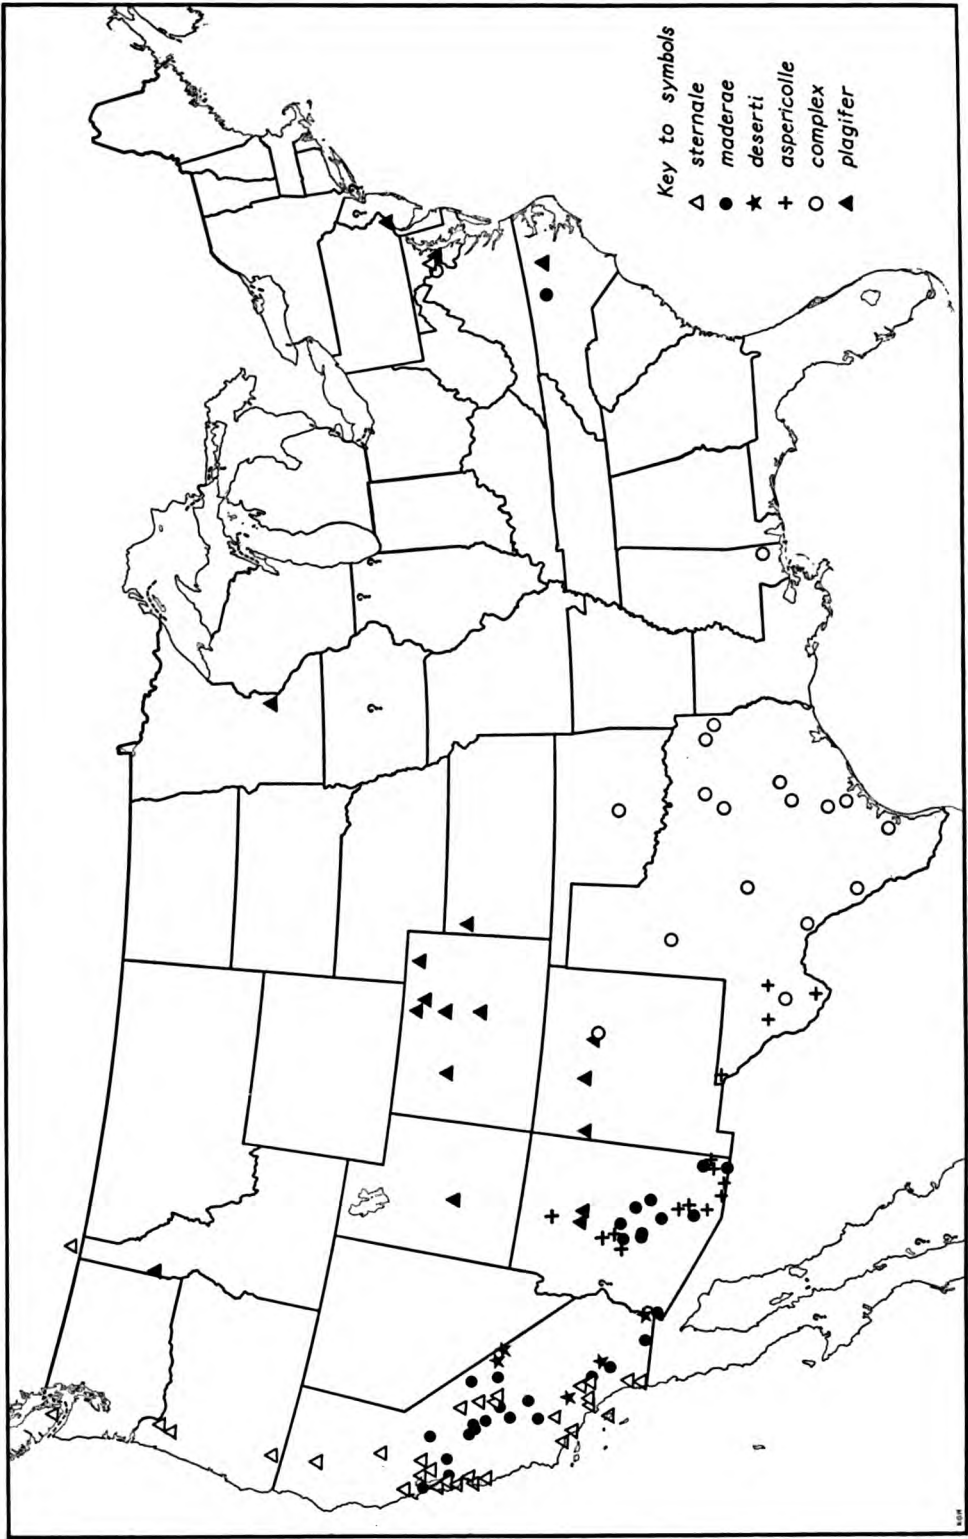 Key to symbols
△ sternale
● maderae
★ deserti
+ aspericolle
○ complex
▲ plagifer
?
?
?
?
?
?
?
?